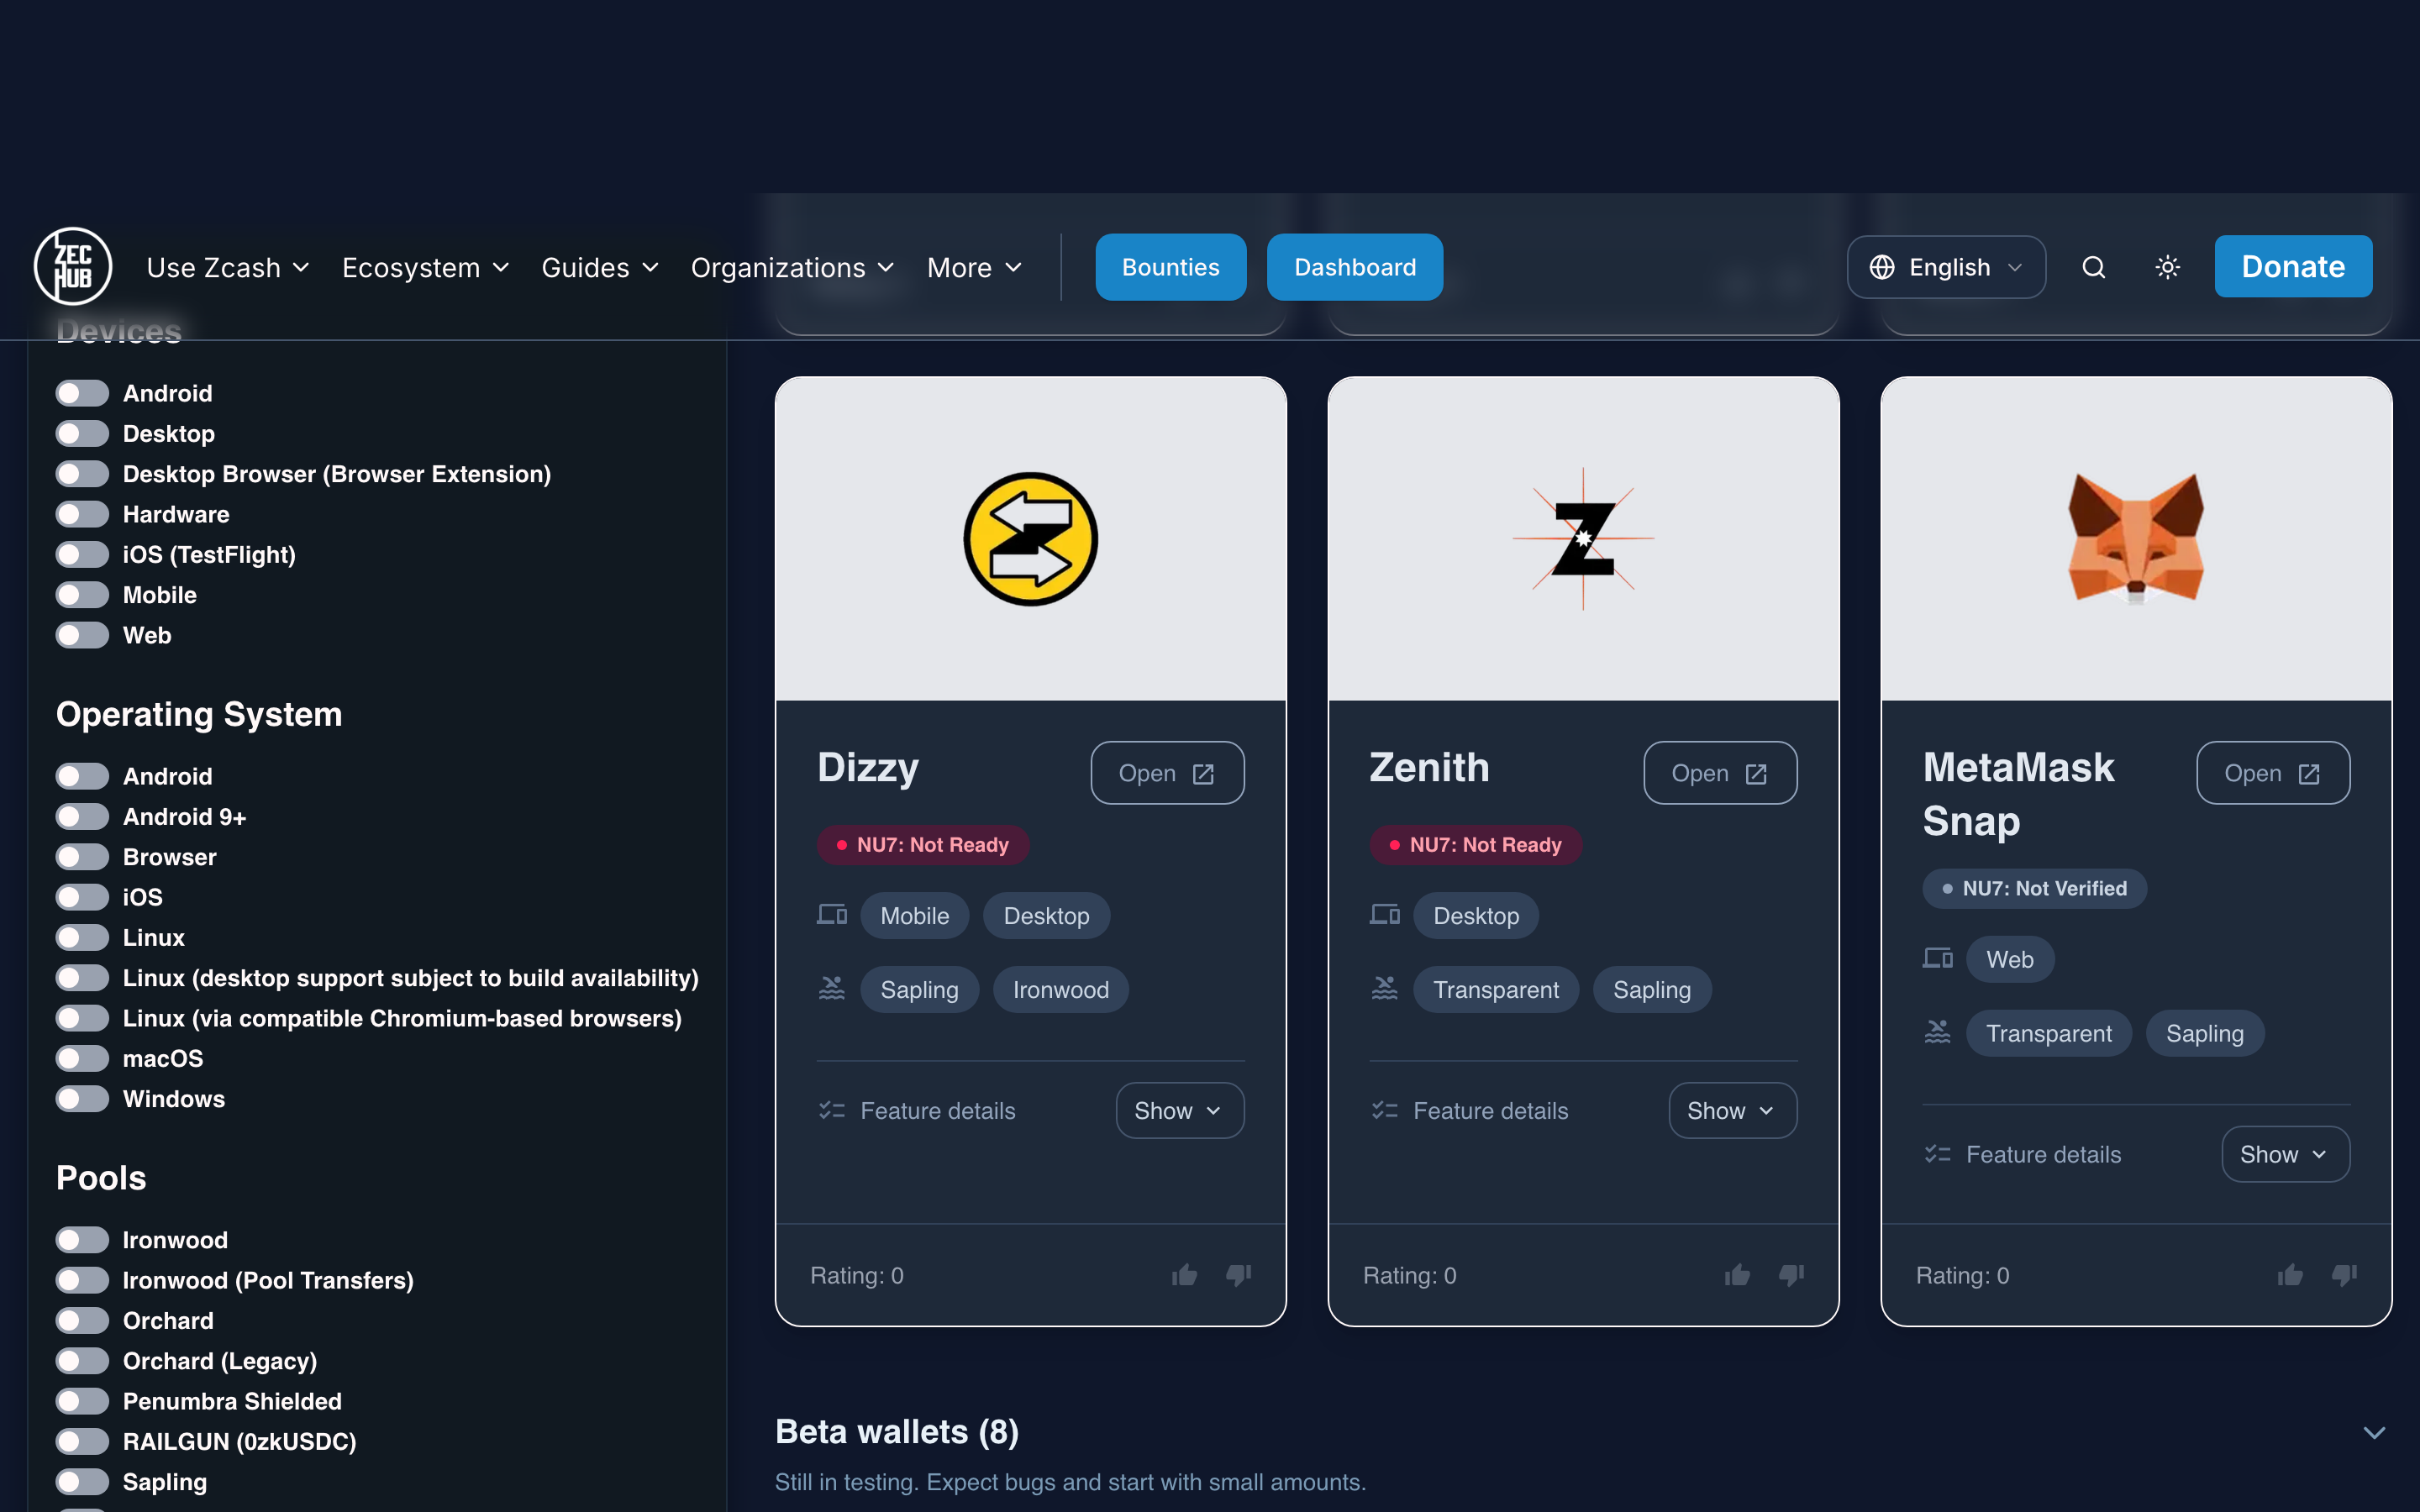 ZEC
HUB
Use Zcash
Ecosystem
Guides
Organizations
More
Bounties
Dashboard
English
Donate
Devices
Android
Desktop
Desktop Browser (Browser Extension)
Hardware
iOS (TestFlight)
Mobile
Web
Operating System
Android
Android 9+
Browser
iOS
Linux
Linux (desktop support subject to build availability)
Linux (via compatible Chromium-based browsers)
macOS
Windows
Pools
Ironwood
Ironwood (Pool Transfers)
Orchard
Orchard (Legacy)
Penumbra Shielded
RAILGUN (0zkUSDC)
Sapling
Dizzy
Open
NU7: Not Ready
Mobile
Desktop
Sapling
Ironwood
Feature details
Show
Rating: 0
Zenith
Open
NU7: Not Ready
Desktop
Transparent
Sapling
Feature details
Show
Rating: 0
MetaMask
Snap
Open
NU7: Not Verified
Web
Transparent
Sapling
Feature details
Show
Rating: 0
Beta wallets (8)
Still in testing. Expect bugs and start with small amounts.